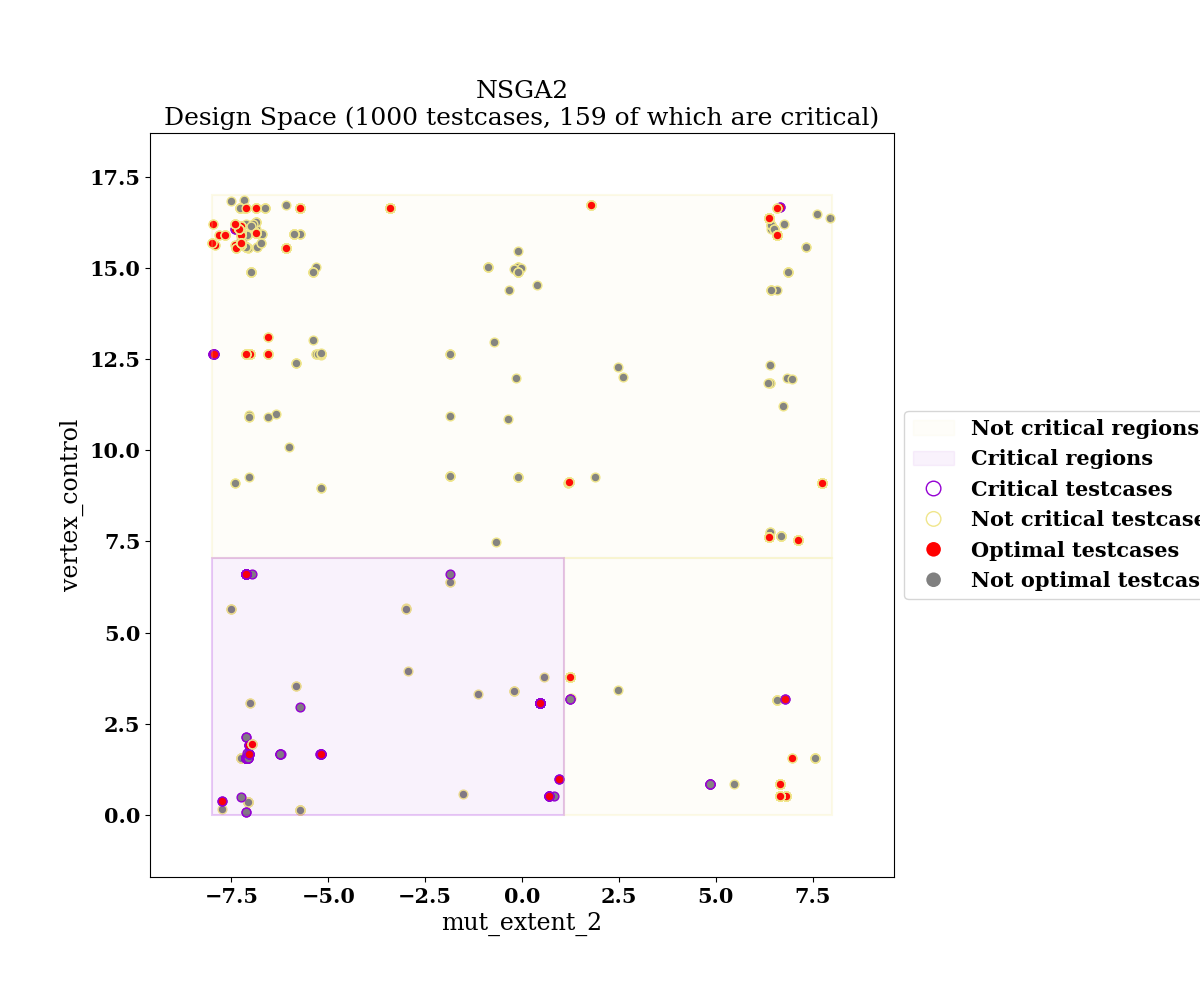 NSGA2
Design Space (1000 testcases, 159 of which are critical)
17.5
15.0
12.5
10.0
7.5
5.0
2.5
0.0
vertex_control
−7.5
−5.0
−2.5
0.0
2.5
5.0
7.5
mut_extent_2
Not critical regions
Critical regions
Critical testcases
Not critical testcase
Optimal testcases
Not optimal testcas